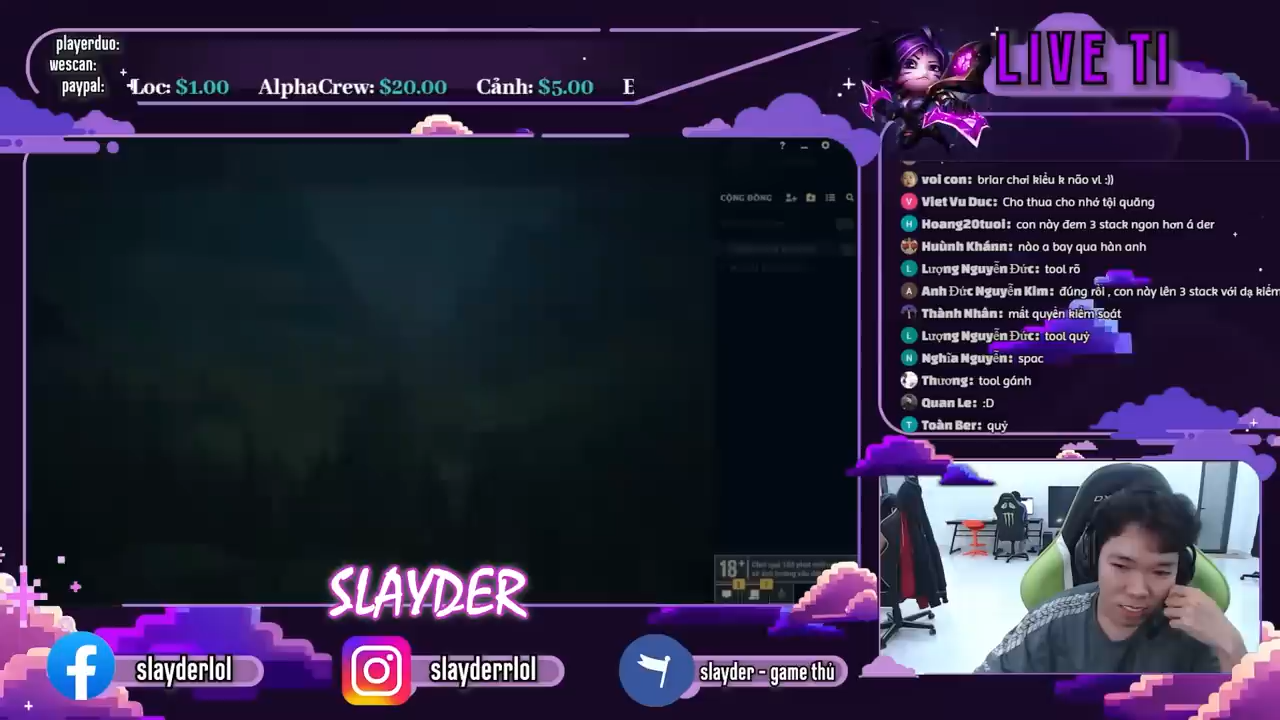 playerduo:
wescan:
paypal:
Loc: $1.00 AlphaCrew: $20.00 Cảnh: $5.00 E
LIVE TI
CỘNG ĐỒNG
voi con: briar chơi kiểu k não vl :))
Viet Vu Duc: Cho thua cho nhớ tội quăng
Hoang20tuoi: con này đem 3 stack ngon hơn á der
Huỳnh Khánn: nào a bay qua hàn anh
Lượng Nguyễn Đức: tool rõ
Anh Đức Nguyễn Kim: đúng rồi , con này lên 3 stack với dạ kiếm
Thành Nhân: mất quyền kiểm soát
Lượng Nguyễn Đức: tool quỷ
Nghĩa Nguyễn: spac
Thương: tool gánh
Quan Le: :D
Toàn Ber: quỷ
18+
SLAYDER
slayderlol
slayderrlol
slayder - game thủ